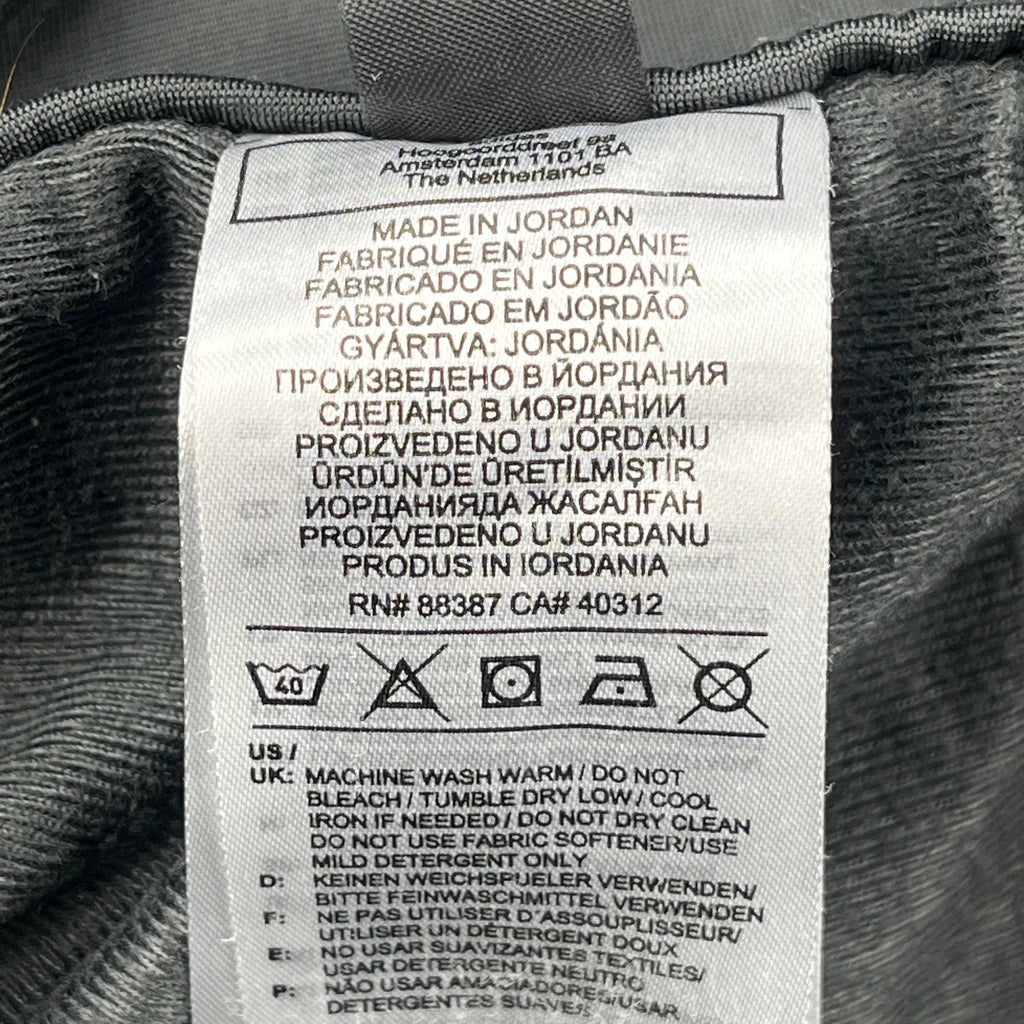 Hoogoorddreef 9a
Amsterdam 1101 BA
The Netherlands
MADE IN JORDAN
FABRIQUÉ EN JORDANIE
FABRICADO EN JORDANIA
FABRICADO EM JORDÃO
GYÁRTVA: JORDÁNIA
ПРОИЗВЕДЕНО В ЙОРДАНИЯ
СДЕЛАНО В ИОРДАНИИ
PROIZVEDENO U JORDANU
ÜRDÜN'DE ÜRETİLMİŞTİR
ИОРДАНИЯДА ЖАСАЛҒАН
PROIZVEDENO U JORDANU
PRODUS IN IORDANIA
RN# 88387 CA# 40312
40
US /
UK: MACHINE WASH WARM / DO NOT
BLEACH / TUMBLE DRY LOW / COOL
IRON IF NEEDED / DO NOT DRY CLEAN
DO NOT USE FABRIC SOFTENER/USE
MILD DETERGENT ONLY
D: KEINEN WEICHSPUELER VERWENDEN/
BITTE FEINWASCHMITTEL VERWENDEN
F: NE PAS UTILISER D'ASSOUPLISSEUR/
UTILISER UN DÉTERGENT DOUX
E: NO USAR SUAVIZANTES TEXTILES/
USAR DETERGENTE NEUTRO
P: NÃO USAR AMACIADORES/USAR
DETERGENTES SUAVES